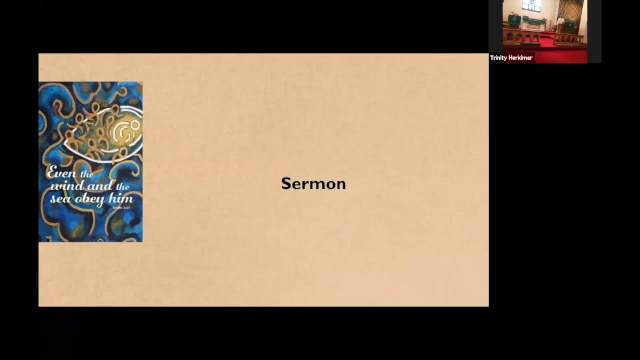 Even the
wind and the
sea obey him
Sermon
Trinity Herkimer